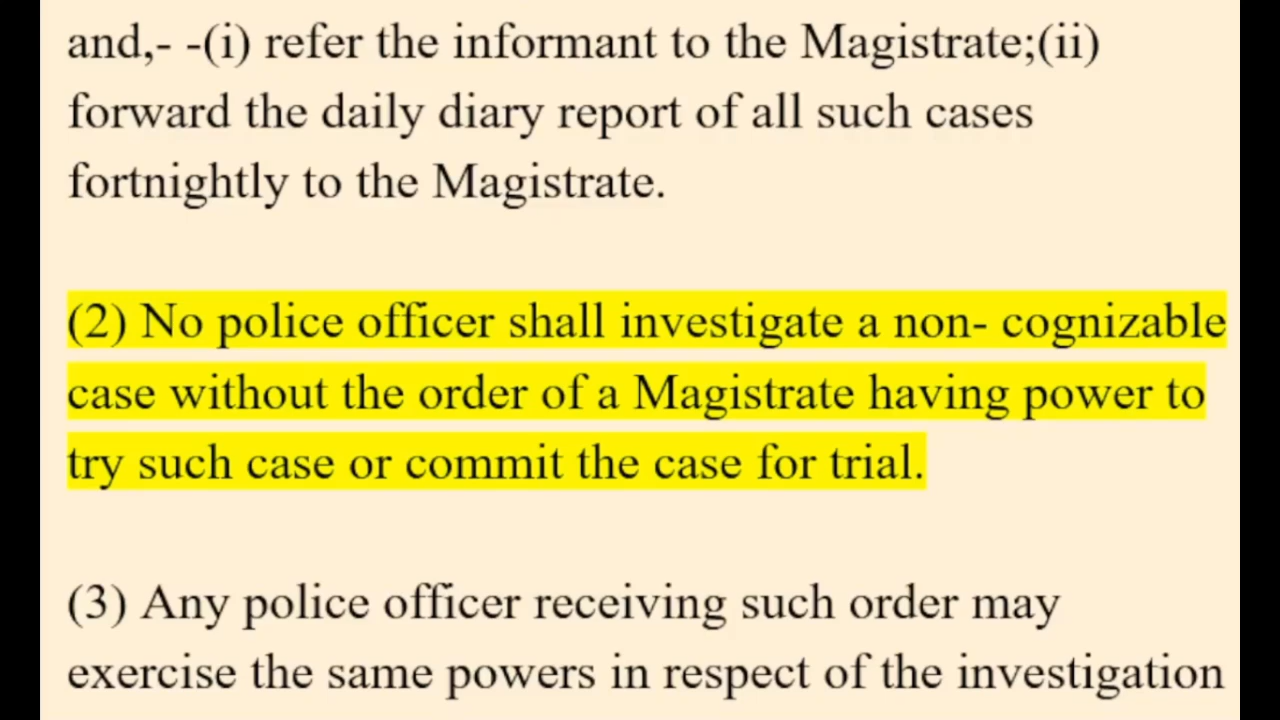 and,- -(i) refer the informant to the Magistrate;(ii)
forward the daily diary report of all such cases
fortnightly to the Magistrate.
(2) No police officer shall investigate a non- cognizable
case without the order of a Magistrate having power to
try such case or commit the case for trial.
(3) Any police officer receiving such order may
exercise the same powers in respect of the investigation